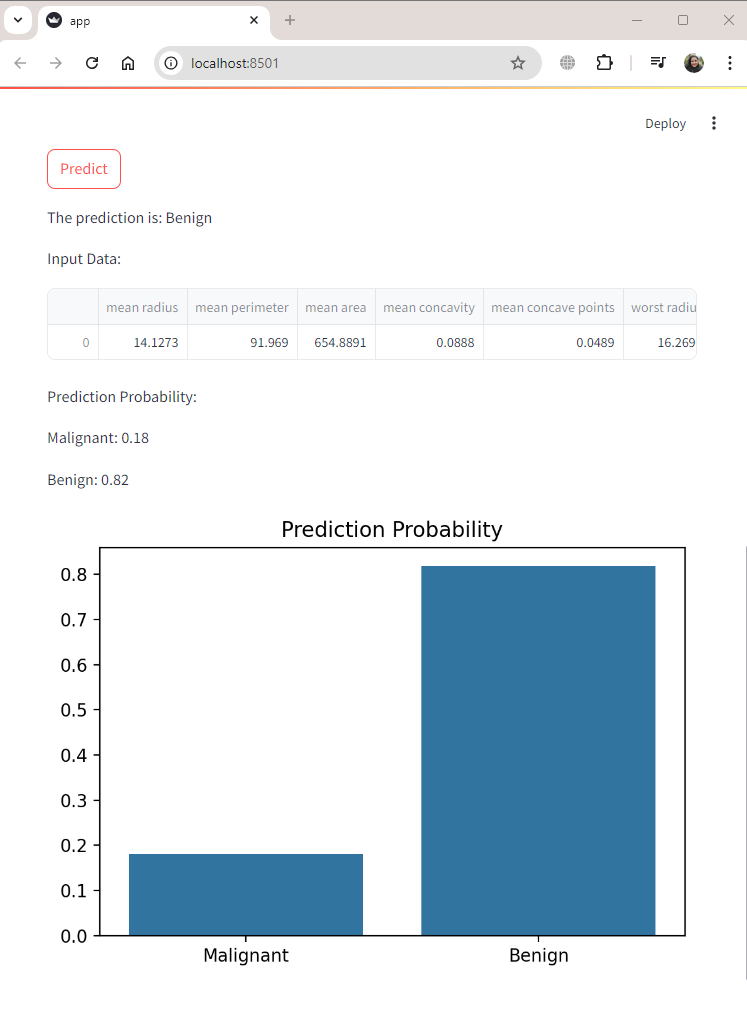 app
localhost:8501
Deploy
Predict
The prediction is: Benign
Input Data:
mean radius mean perimeter mean area mean concavity mean concave points worst radiu
0 14.1273 91.969 654.8891 0.0888 0.0489 16.269
Prediction Probability:
Malignant: 0.18
Benign: 0.82
Prediction Probability
0.8
0.7
0.6
0.5
0.4
0.3
0.2
0.1
0.0
Malignant Benign